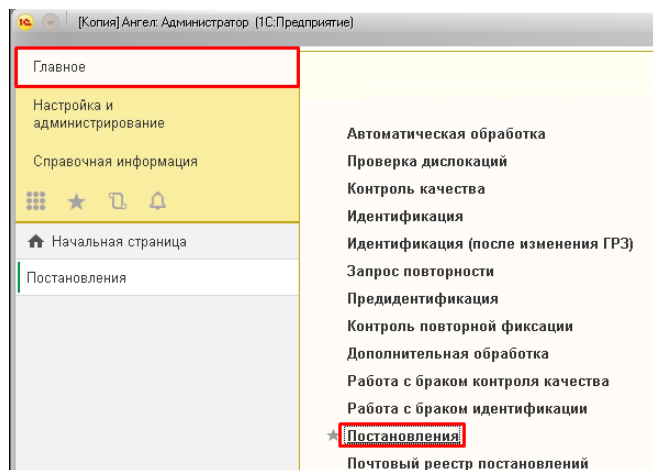 [Копия] Ангел: Администратор (1С:Предприятие)
Главное
Настройка и
администрирование
Справочная информация
Начальная страница
Постановления
Автоматическая обработка
Проверка дислокаций
Контроль качества
Идентификация
Идентификация (после изменения ГРЗ)
Запрос повторности
Предидентификация
Контроль повторной фиксации
Дополнительная обработка
Работа с браком контроля качества
Работа с браком идентификации
Постановления
Почтовый реестр постановлений